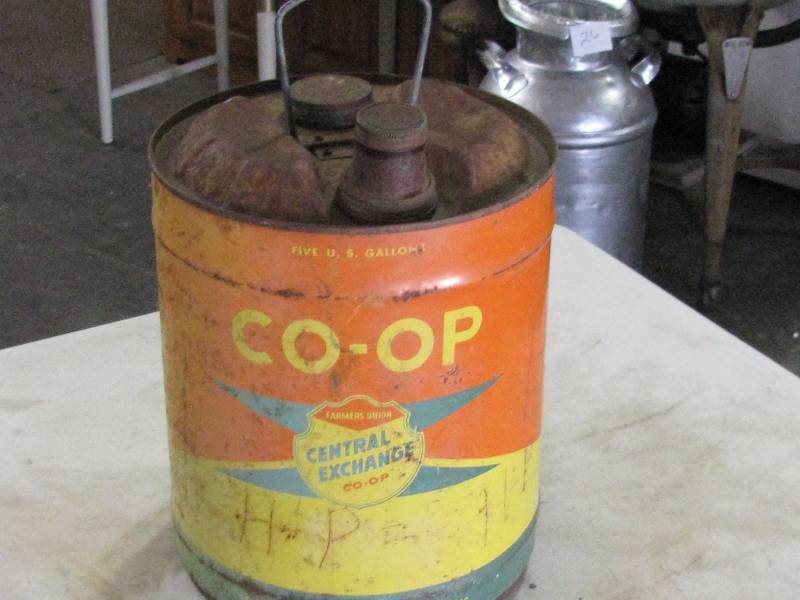 26
FIVE U. S. GALLONS
CO-OP
FARMERS UNION
CENTRAL
EXCHANGE
CO-OP
H-P